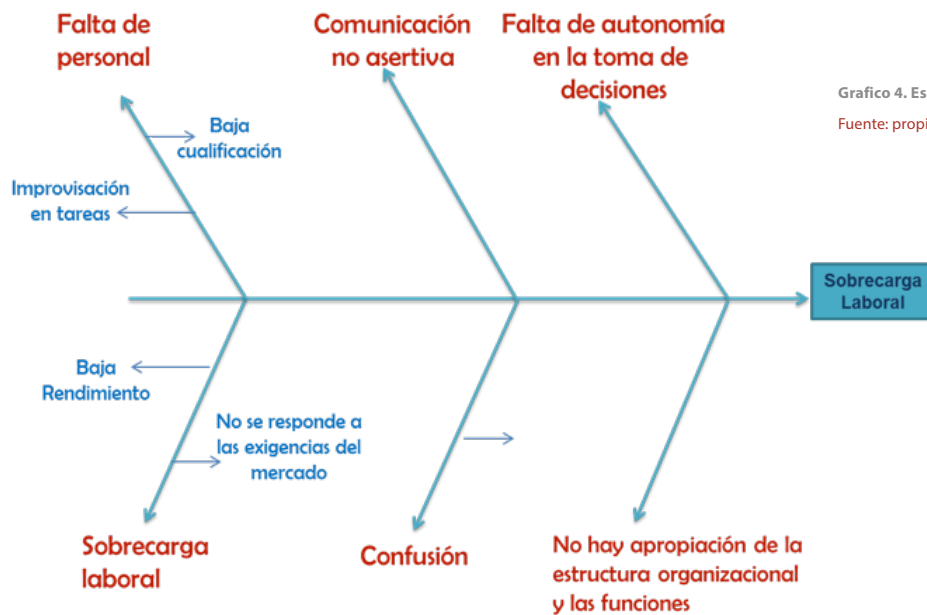 Falta de
personal
Comunicación
no asertiva
Falta de autonomía
en la toma de
decisiones
Grafico 4. Es
Fuente: propi
Baja
cualificación
Improvisación
en tareas
Sobrecarga
Laboral
Baja
Rendimiento
No se responde a
las exigencias del
mercado
Sobrecarga
laboral
Confusión
No hay apropiación de la
estructura organizacional
y las funciones